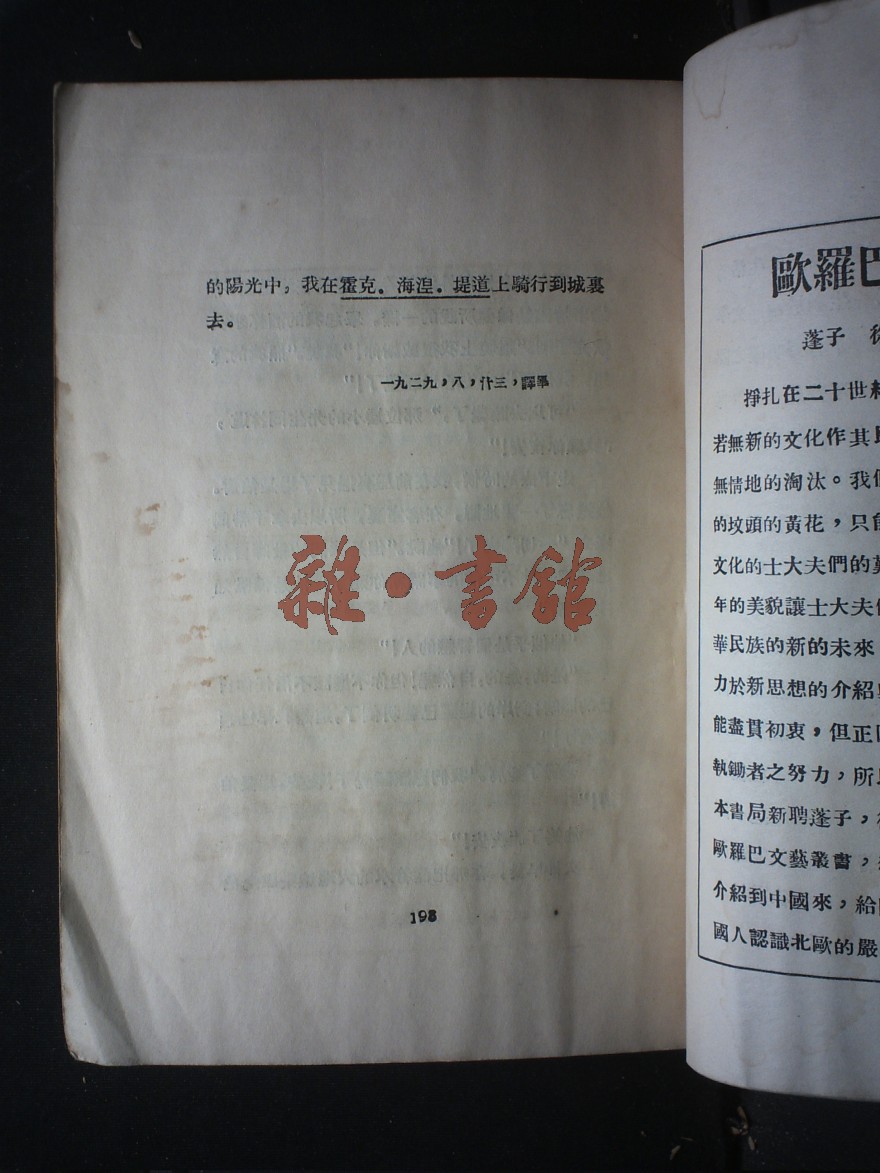 的陽光中，我在霍克。海湼。堤道上騎行到城裏
去。
一九二九，八，廿三，譯畢
雜·書館
198
歐羅巴
蓬子
掙扎在二十世
若無新的文化作其
無情地的淘汰。我
的坟頭的黃花，只
文化的士大夫們的
年的美貌讓士大夫
華民族的新的未來
力於新思想的介紹
能盡貫初衷，但正
執鋤者之努力，所
本書局新聘蓬子，
歐羅巴文藝叢書，
介紹到中國來，給
國人認識北歐的嚴